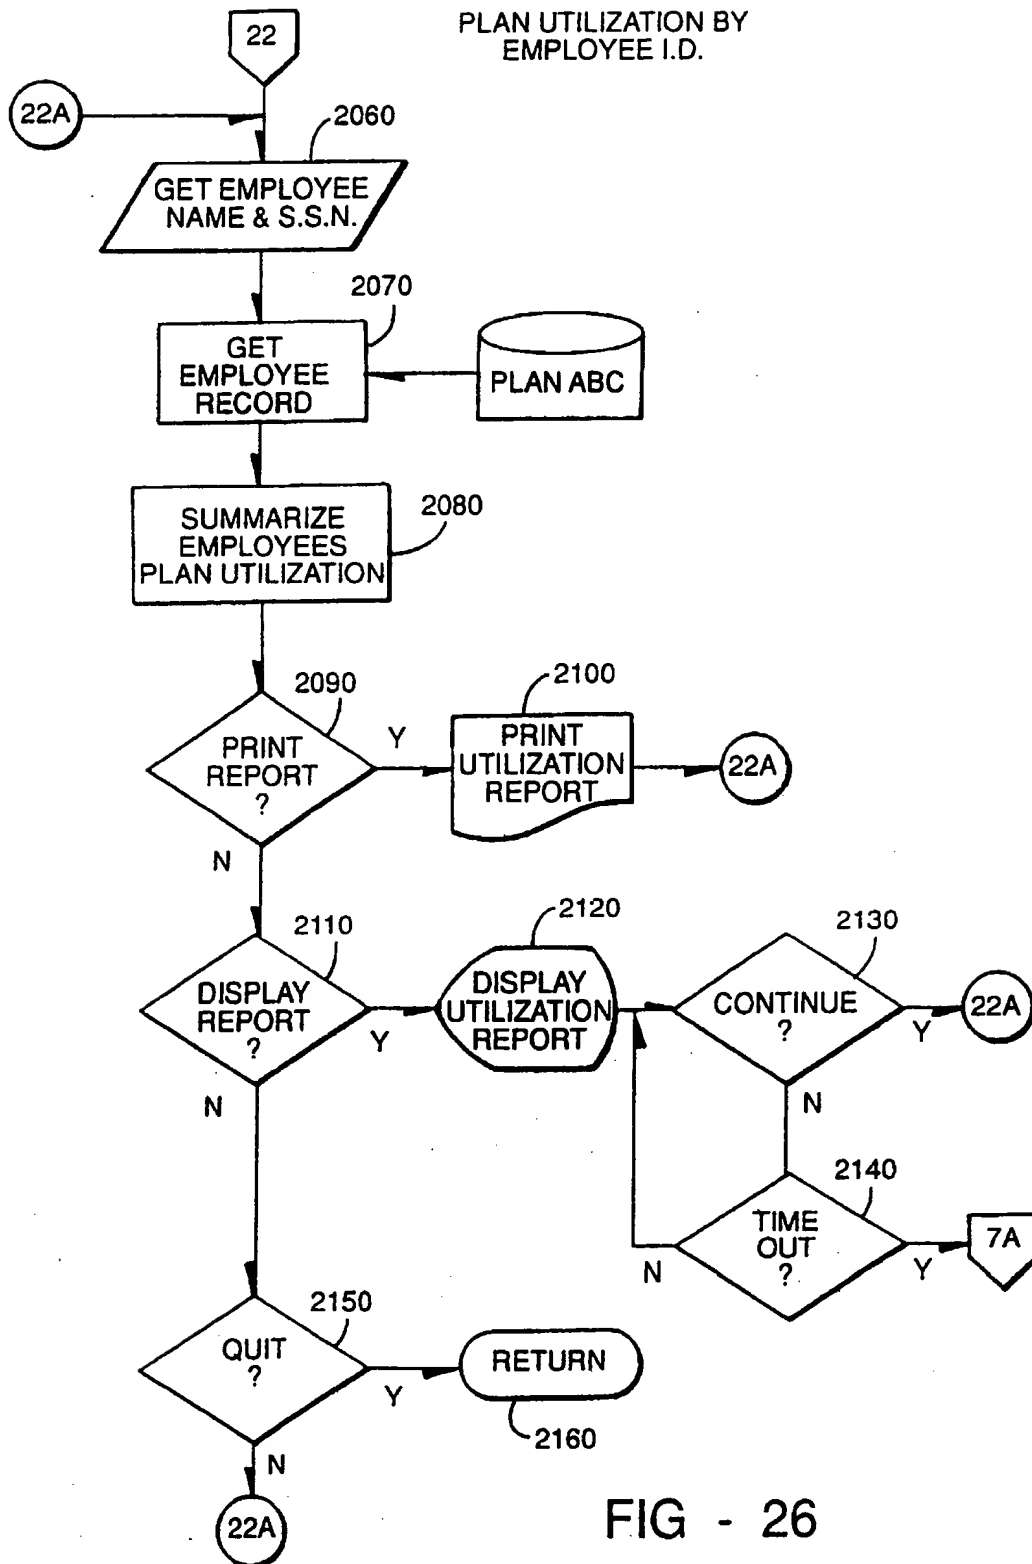 PLAN UTILIZATION BY
EMPLOYEE I.D.
22
22A
2060
GET EMPLOYEE
NAME & S.S.N.
2070
GET
EMPLOYEE
RECORD
PLAN ABC
2080
SUMMARIZE
EMPLOYEES
PLAN UTILIZATION
2090
PRINT
REPORT
?
Y
N
2100
PRINT
UTILIZATION
REPORT
22A
2110
DISPLAY
REPORT
?
Y
N
2120
DISPLAY
UTILIZATION
REPORT
2130
CONTINUE
?
Y
N
22A
2140
TIME
OUT
?
N
Y
7A
2150
QUIT
?
Y
N
RETURN
2160
22A
FIG - 26